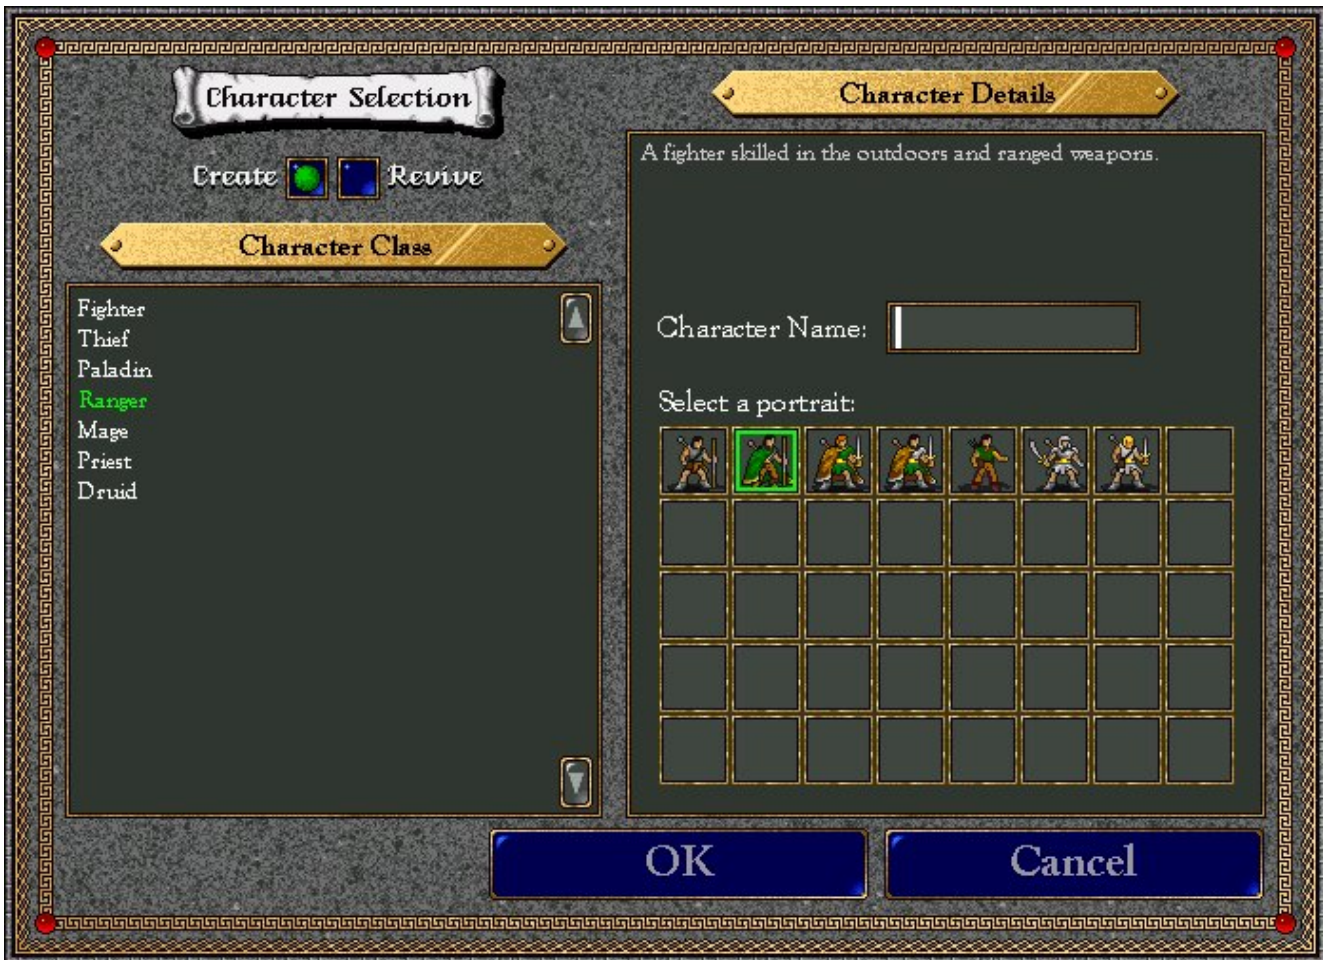 Character Selection
Create Revive
Character Class
Fighter
Thief
Paladin
Ranger
Mage
Priest
Druid
Character Details
A fighter skilled in the outdoors and ranged weapons.
Character Name:
Select a portrait:
OK
Cancel